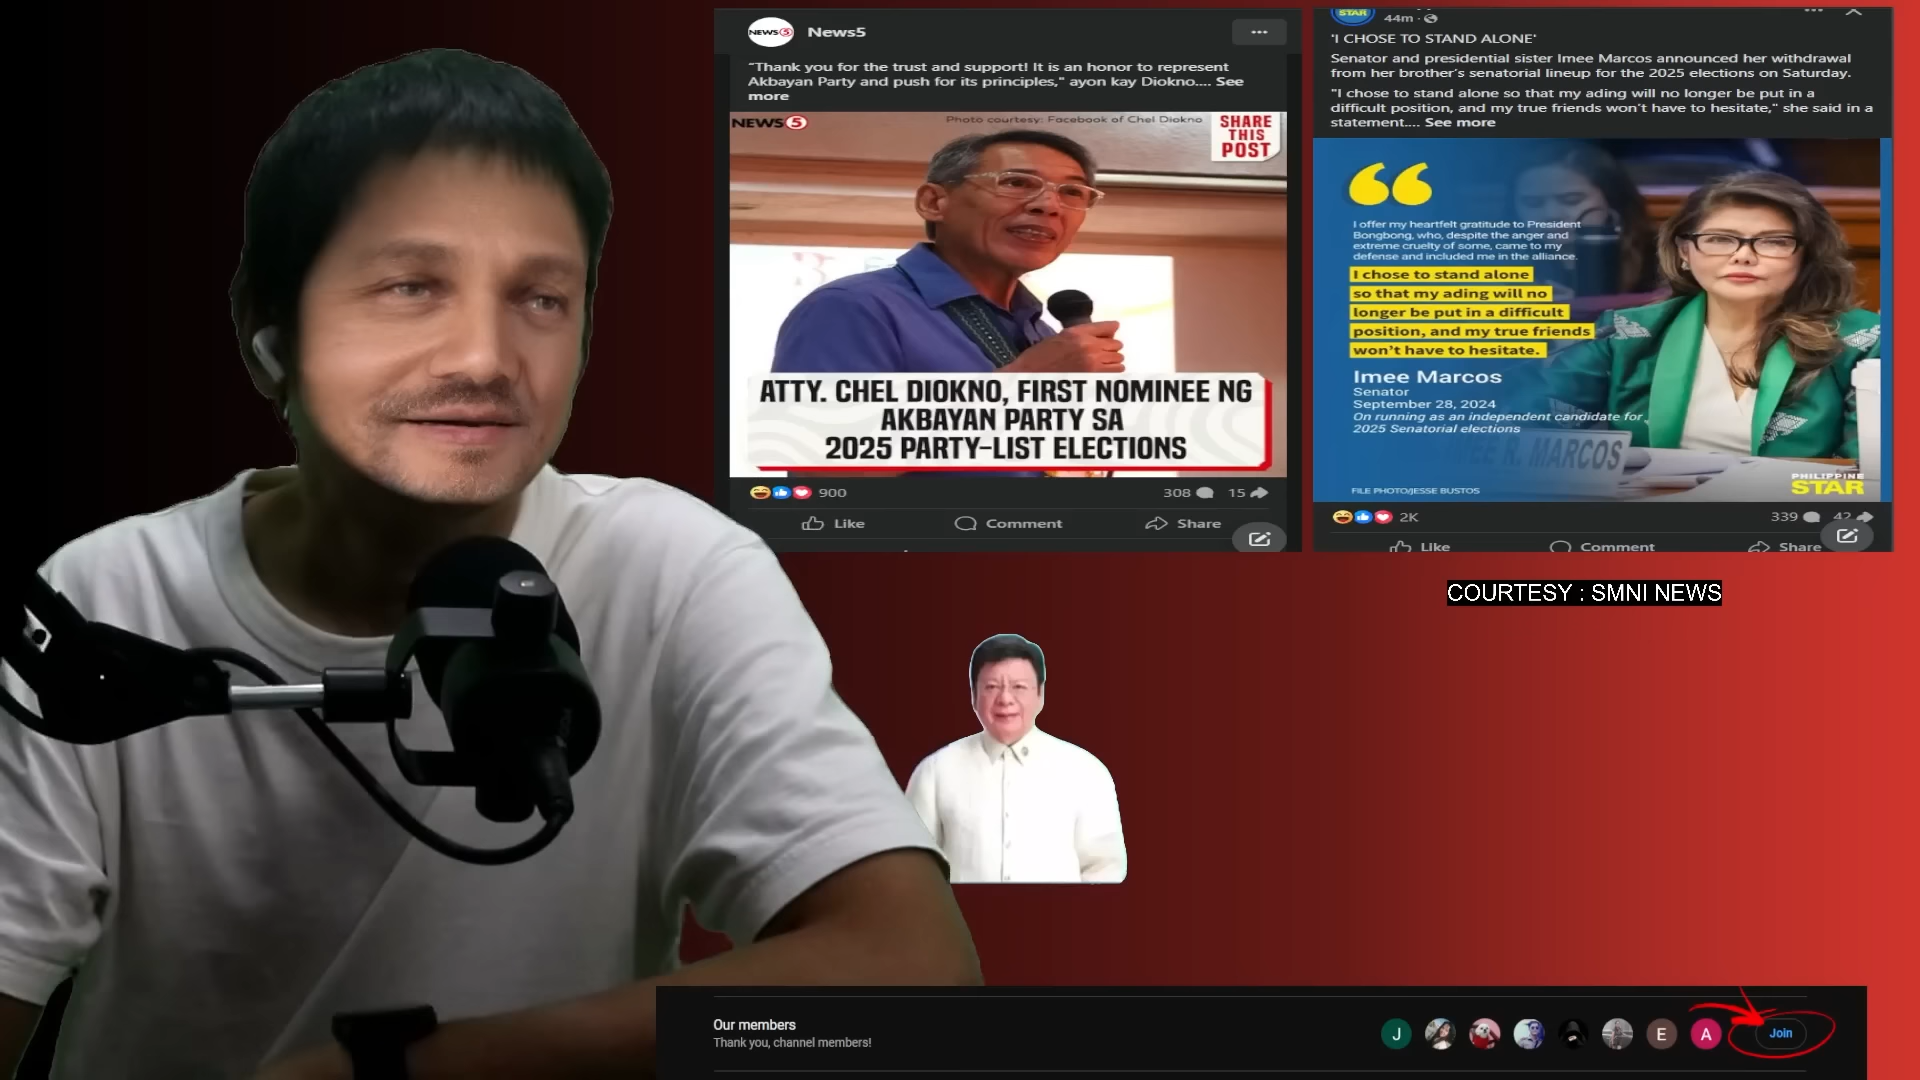 NEWS5
News5
"Thank you for the trust and support! It is an honor to represent
Akbayan Party and push for its principles," ayon kay Diokno.... See
more
NEWS5
Photo courtesy: Facebook of Chel Diokno
SHARE
THIS
POST
ATTY. CHEL DIOKNO, FIRST NOMINEE NG
AKBAYAN PARTY SA
2025 PARTY-LIST ELECTIONS
900
308
15
Like
Comment
Share
STAR
44m ·
'I CHOSE TO STAND ALONE'
Senator and presidential sister Imee Marcos announced her withdrawal
from her brother's senatorial lineup for the 2025 elections on Saturday.
"I chose to stand alone so that my ading will no longer be put in a
difficult position, and my true friends won't have to hesitate," she said in a
statement.... See more
I offer my heartfelt gratitude to President
Bongbong, who, despite the anger and
extreme cruelty of some, came to my
defense and included me in the alliance.
I chose to stand alone
so that my ading will no
longer be put in a difficult
position, and my true friends
won't have to hesitate.
Imee Marcos
Senator
September 28, 2024
On running as an independent candidate for
2025 Senatorial elections
R. MARCOS
FILE PHOTO/JESSE BUSTOS
PHILIPPINE
STAR
2K
339
42
Like
Comment
Share
COURTESY : SMNI NEWS
Our members
Thank you, channel members!
J
E
A
Join